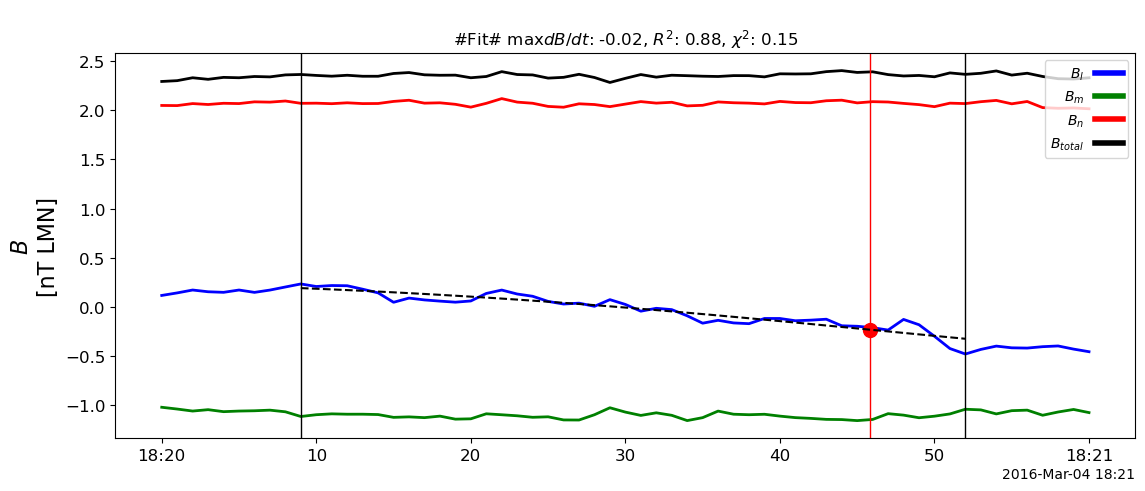 #Fit# maxdB/dt: -0.02, R²: 0.88, χ²: 0.15
B
[nT LMN]
2.5
2.0
1.5
1.0
0.5
0.0
−0.5
−1.0
B_l
B_m
B_n
B_total
18:20
10
20
30
40
50
18:21
2016-Mar-04 18:21